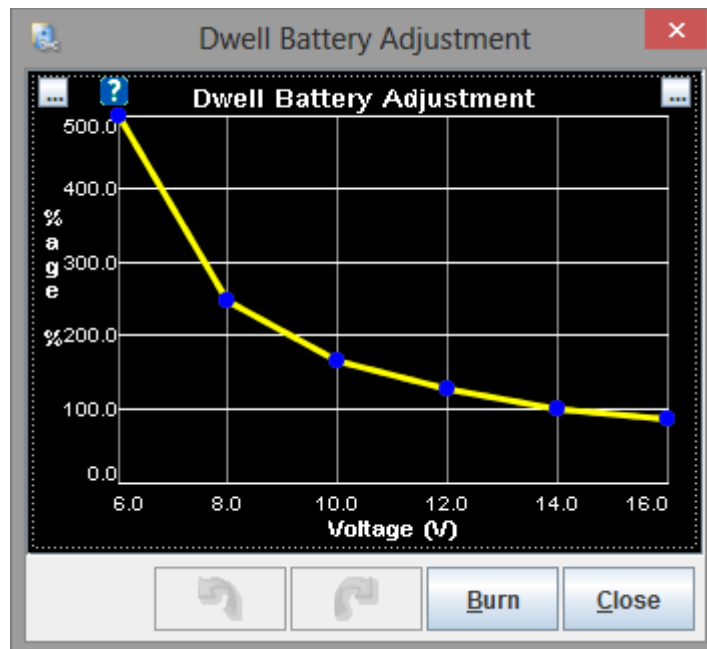 Dwell Battery Adjustment
×
...
?
Dwell Battery Adjustment
...
500.0
400.0
%age %
300.0
200.0
100.0
0.0
6.0 8.0 10.0 12.0 14.0 16.0
Voltage (V)
Burn Close